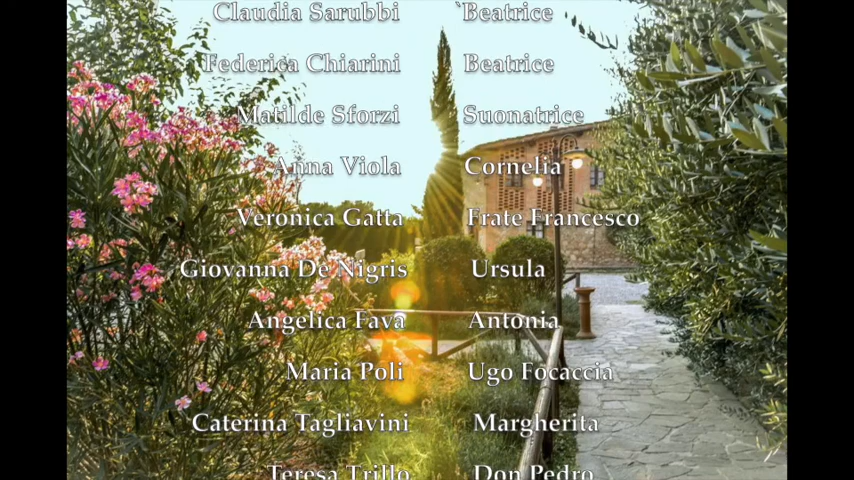 Claudia Sarubbi `Beatrice
Federica Chiarini Beatrice
Matilde Sforzi Suonatrice
Anna Viola Cornelia
Veronica Gatta Frate Francesco
Giovanna De Nigris Ursula
Angelica Fava Antonia
Maria Poli Ugo Focaccia
Caterina Tagliavini Margherita
Teresa Trillo Don Pedro